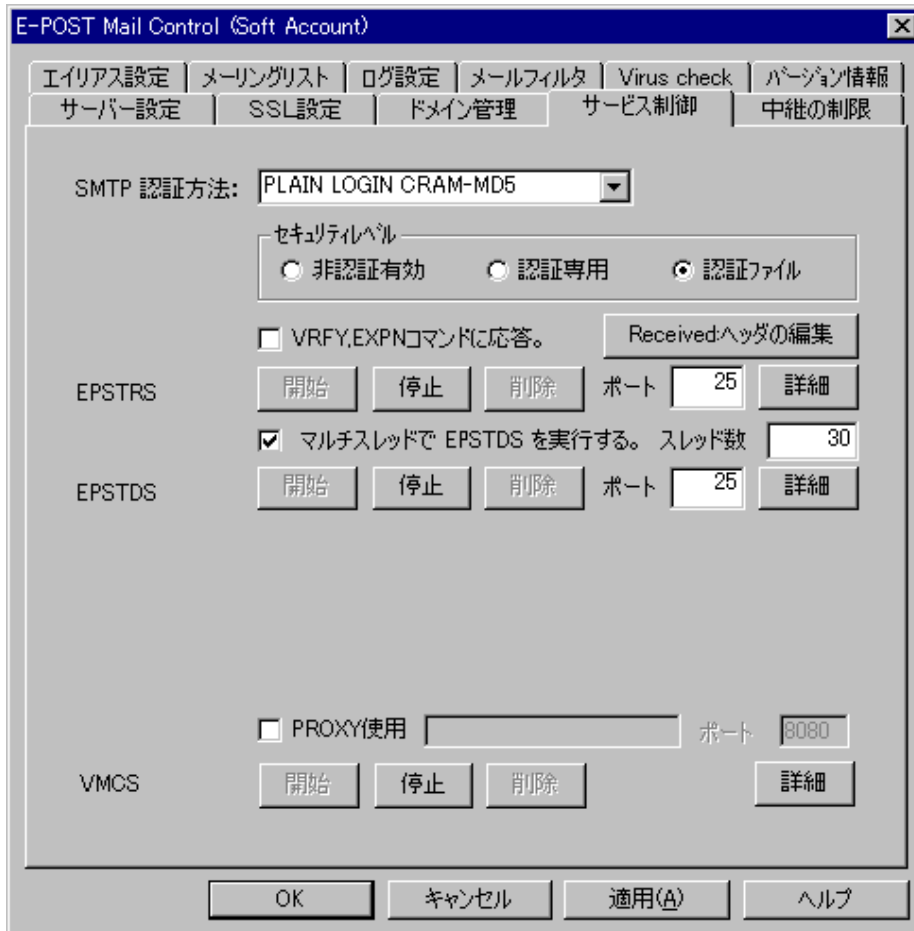 E-POST Mail Control (Soft Account)
エイリアス設定 メーリングリスト ログ設定 メールフィルタ Virus check バージョン情報
サーバー設定 SSL設定 ドメイン管理 サービス制御 中継の制限
SMTP 認証方法: PLAIN LOGIN CRAM-MD5
セキュリティレベル
非認証有効 認証専用 認証ファイル
VRFY,EXPNコマンドに応答。 Received:ヘッダの編集
EPSTRS 開始 停止 削除 ポート 25 詳細
マルチスレッドで EPSTDS を実行する。 スレッド数 30
EPSTDS 開始 停止 削除 ポート 25 詳細
PROXY使用 ポート 8080
VMCS 開始 停止 削除 詳細
OK キャンセル 適用(A) ヘルプ